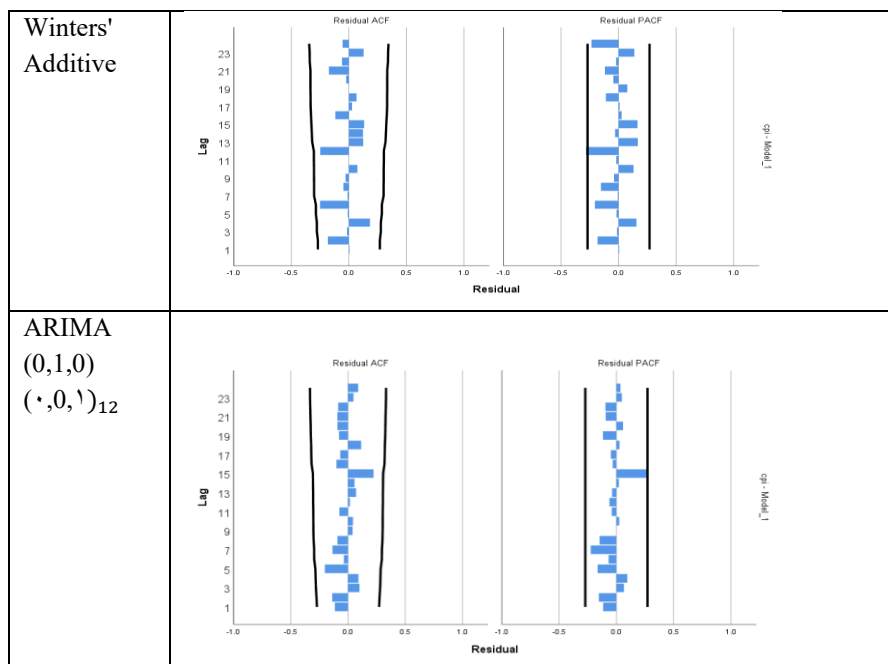 Winters'
Additive
Residual ACF
Residual PACF
23
21
19
17
15
13
11
9
7
5
3
1
Lag
-1.0 -0.5 0.0 0.5 1.0
-1.0 -0.5 0.0 0.5 1.0
Residual
cpi - Model_1
ARIMA
(0,1,0)
(٠,0,١)₁₂
Residual ACF
Residual PACF
23
21
19
17
15
13
11
9
7
5
3
1
Lag
-1.0 -0.5 0.0 0.5 1.0
-1.0 -0.5 0.0 0.5 1.0
Residual
cpi - Model_1